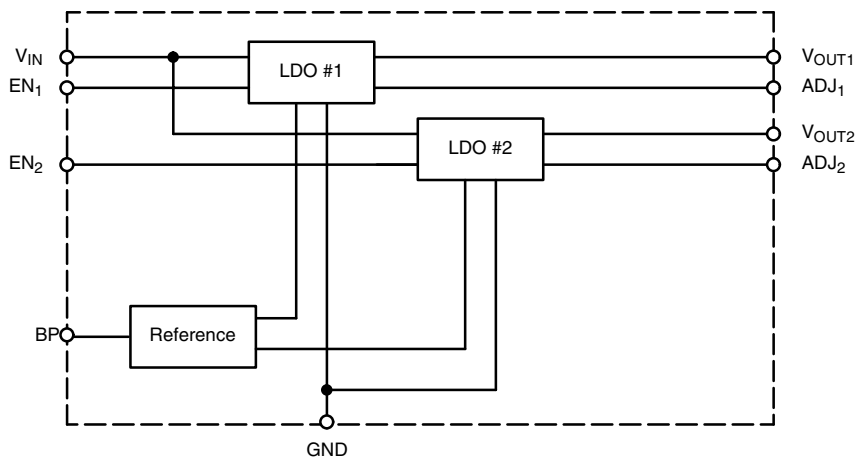 V_IN
LDO #1
V_OUT1
EN_1
ADJ_1
V_OUT2
LDO #2
EN_2
ADJ_2
BP
Reference
GND